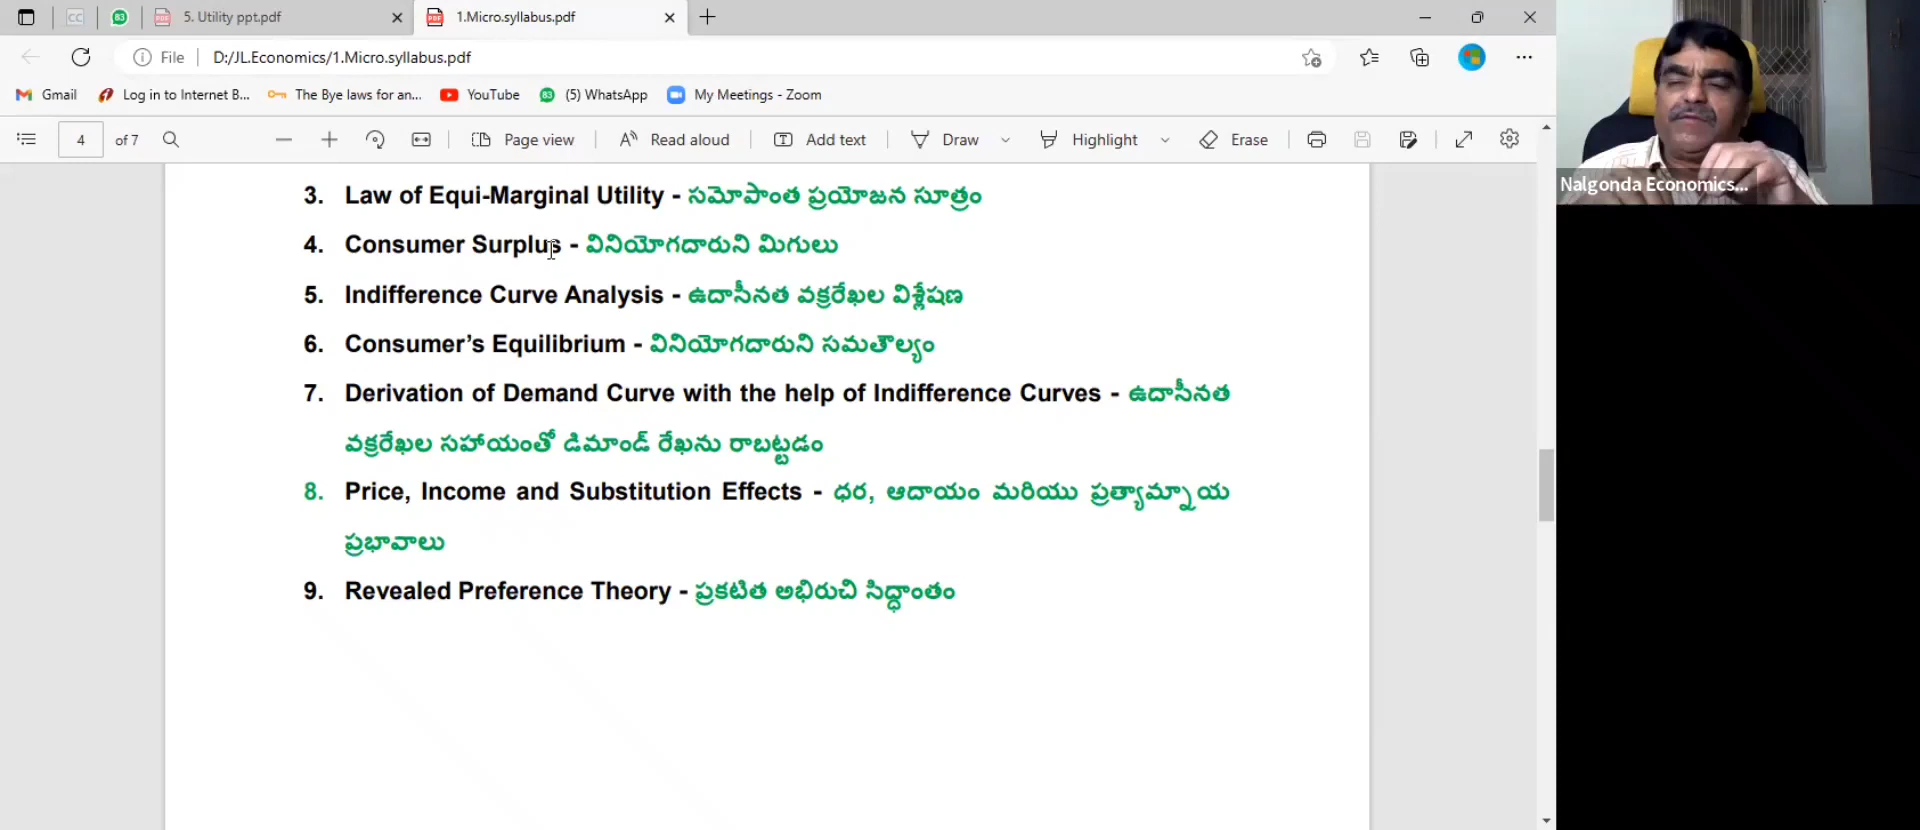 CC
83
5. Utility ppt.pdf
1.Micro.syllabus.pdf
File
D:/JL.Economics/1.Micro.syllabus.pdf
Gmail
Log in to Internet B...
The Bye laws for an...
YouTube
(5) WhatsApp
My Meetings - Zoom
4 of 7
Page view
Read aloud
Add text
Draw
Highlight
Erase
3. Law of Equi-Marginal Utility - సమోపాంత ప్రయోజన సూత్రం
4. Consumer Surplus - వినియోగదారుని మిగులు
5. Indifference Curve Analysis - ఉదాసీనత వక్రరేఖల విశ్లేషణ
6. Consumer’s Equilibrium - వినియోగదారుని సమతౌల్యం
7. Derivation of Demand Curve with the help of Indifference Curves - ఉదాసీనత
వక్రరేఖల సహాయంతో డిమాండ్ రేఖను రాబట్టడం
8. Price, Income and Substitution Effects - ధర, ఆదాయం మరియు ప్రత్యామ్నాయ
ప్రభావాలు
9. Revealed Preference Theory - ప్రకటిత అభిరుచి సిద్ధాంతం
Nalgonda Economics...